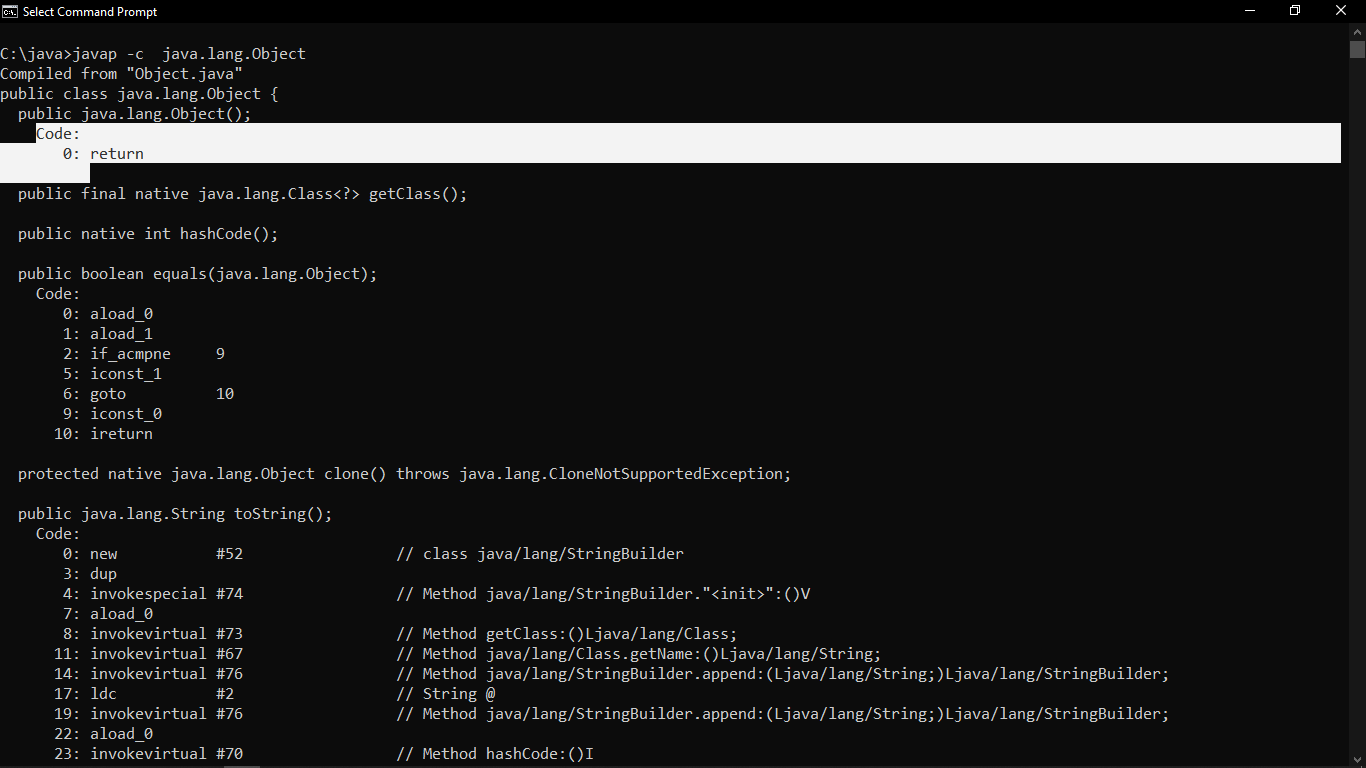 Select Command Prompt
C:\java>javap -c  java.lang.Object
Compiled from "Object.java"
public class java.lang.Object {
  public java.lang.Object();
    Code:
       0: return

  public final native java.lang.Class<?> getClass();

  public native int hashCode();

  public boolean equals(java.lang.Object);
    Code:
       0: aload_0
       1: aload_1
       2: if_acmpne     9
       5: iconst_1
       6: goto          10
       9: iconst_0
      10: ireturn

  protected native java.lang.Object clone() throws java.lang.CloneNotSupportedException;

  public java.lang.String toString();
    Code:
       0: new           #52                 // class java/lang/StringBuilder
       3: dup
       4: invokespecial #74                 // Method java/lang/StringBuilder."<init>":()V
       7: aload_0
       8: invokevirtual #73                 // Method getClass:()Ljava/lang/Class;
      11: invokevirtual #67                 // Method java/lang/Class.getName:()Ljava/lang/String;
      14: invokevirtual #76                 // Method java/lang/StringBuilder.append:(Ljava/lang/String;)Ljava/lang/StringBuilder;
      17: ldc           #2                  // String @
      19: invokevirtual #76                 // Method java/lang/StringBuilder.append:(Ljava/lang/String;)Ljava/lang/StringBuilder;
      22: aload_0
      23: invokevirtual #70                 // Method hashCode:()I